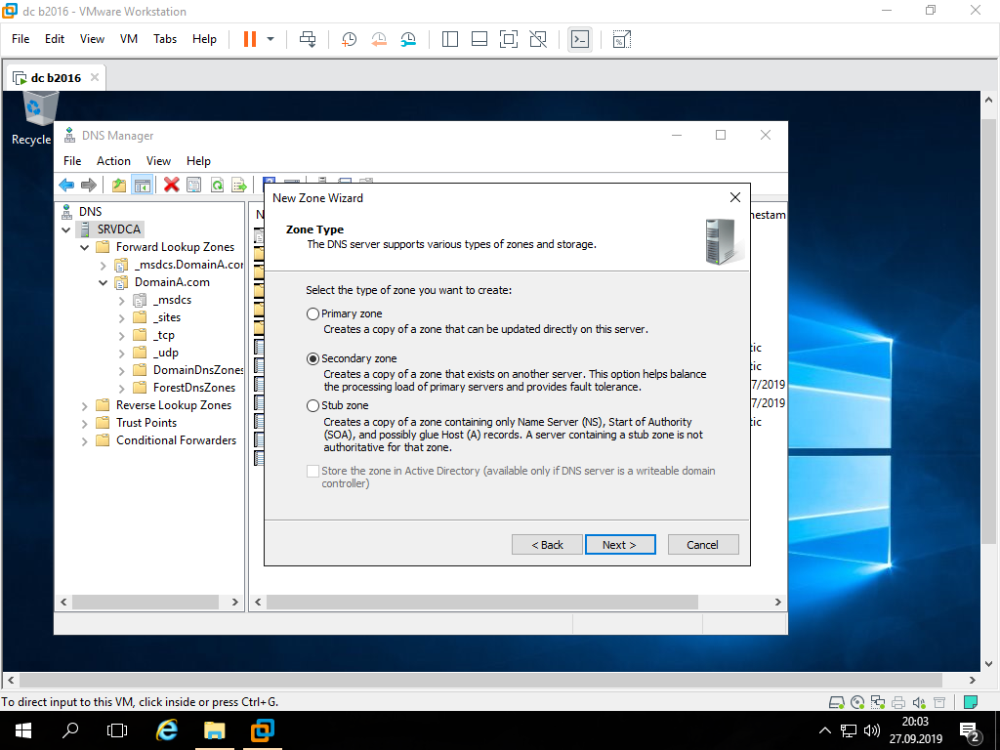 dc b2016 - VMware Workstation
File Edit View VM Tabs Help
dc b2016
Recycle
DNS Manager
File Action View Help
DNS
SRVDCA
Forward Lookup Zones
_msdcs.DomainA.cor
DomainA.com
_msdcs
_sites
_tcp
_udp
DomainDnsZones
ForestDnsZones
Reverse Lookup Zones
Trust Points
Conditional Forwarders
N
nestam
tic
tic
7/2019
7/2019
tic
New Zone Wizard
Zone Type
The DNS server supports various types of zones and storage.
Select the type of zone you want to create:
Primary zone
Creates a copy of a zone that can be updated directly on this server.
Secondary zone
Creates a copy of a zone that exists on another server. This option helps balance
the processing load of primary servers and provides fault tolerance.
Stub zone
Creates a copy of a zone containing only Name Server (NS), Start of Authority
(SOA), and possibly glue Host (A) records. A server containing a stub zone is not
authoritative for that zone.
Store the zone in Active Directory (available only if DNS server is a writeable domain
controller)
< Back Next > Cancel
To direct input to this VM, click inside or press Ctrl+G.
20:03
27.09.2019
2